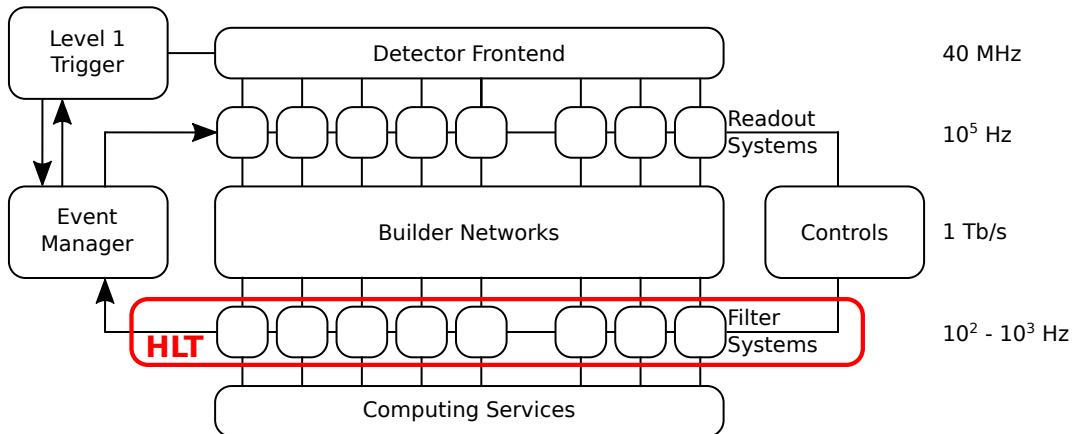 Level 1
Trigger
Detector Frontend
40 MHz
Readout
Systems
10⁵ Hz
Event
Manager
Builder Networks
Controls
1 Tb/s
HLT
Filter
Systems
10² - 10³ Hz
Computing Services